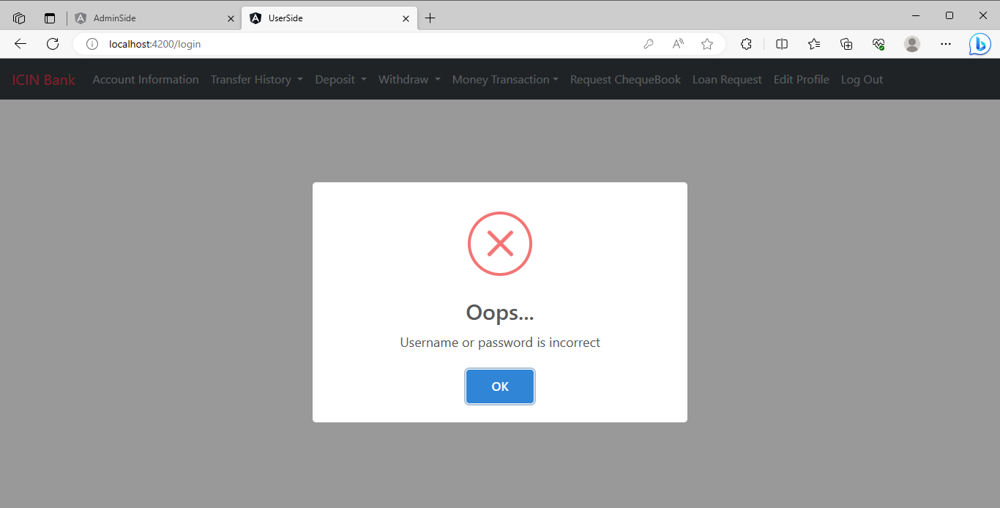 AdminSide
UserSide
localhost:4200/login
ICIN Bank Account Information Transfer History Deposit Withdraw Money Transaction Request ChequeBook Loan Request Edit Profile Log Out
Oops...
Username or password is incorrect
OK